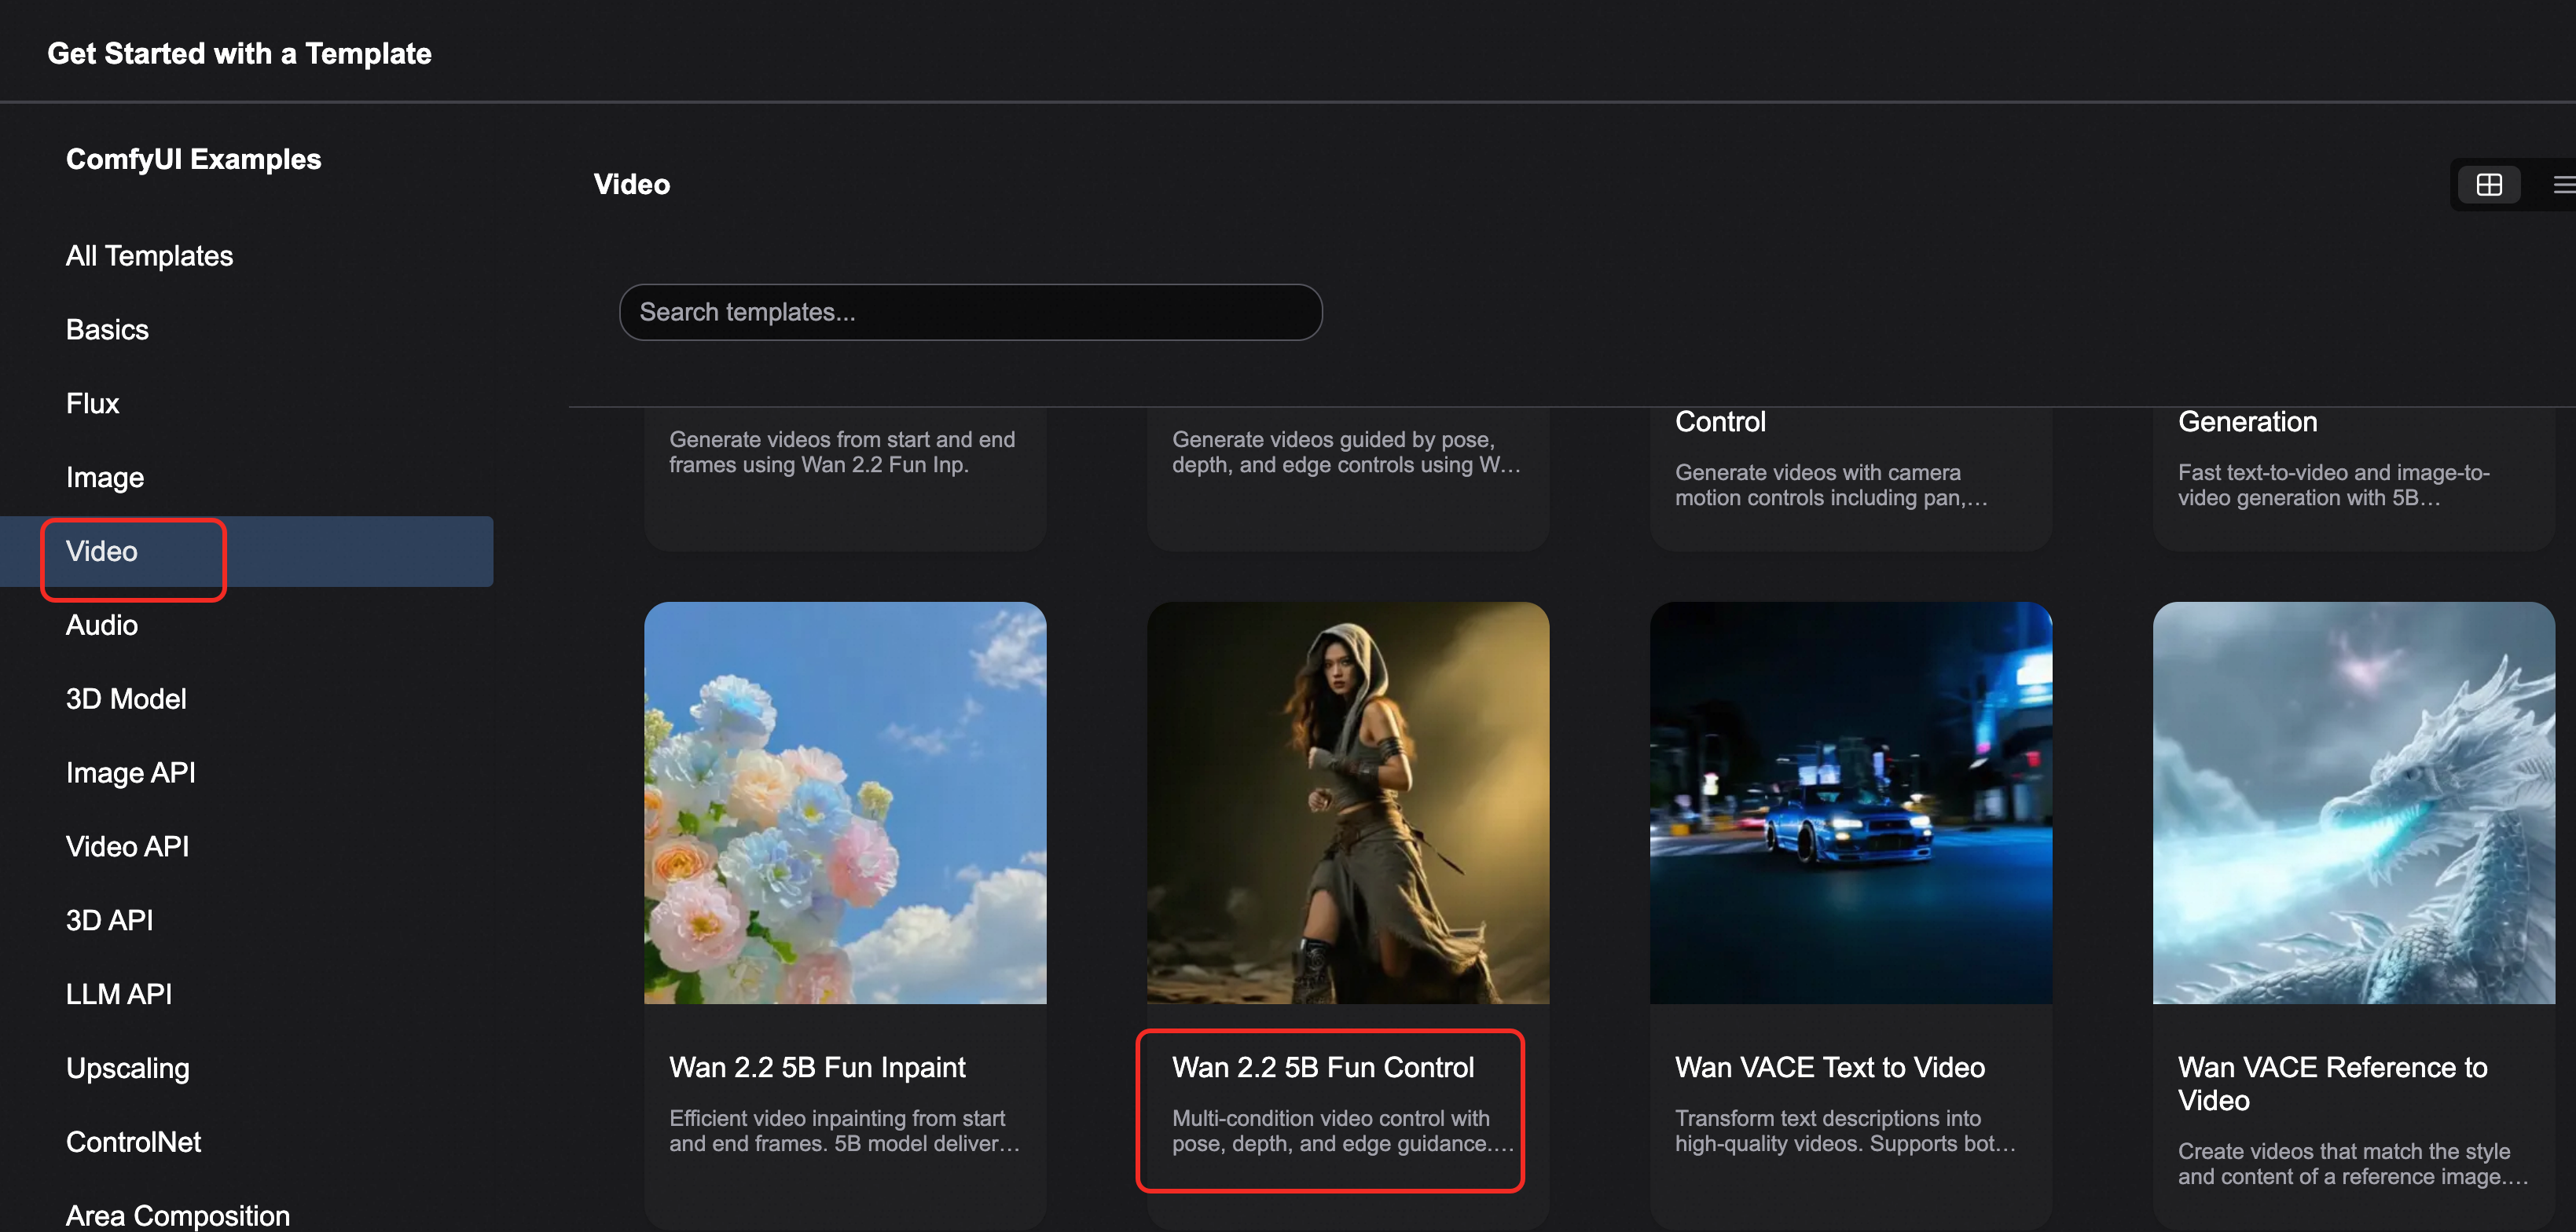 Get Started with a Template
ComfyUI Examples
All Templates
Basics
Flux
Image
Video
Audio
3D Model
Image API
Video API
3D API
LLM API
Upscaling
ControlNet
Area Composition
Video
Search templates...
Generate videos from start and end
frames using Wan 2.2 Fun Inp.
Generate videos guided by pose,
depth, and edge controls using W…
Control
Generate videos with camera
motion controls including pan,…
Generation
Fast text-to-video and image-to-
video generation with 5B…
Wan 2.2 5B Fun Inpaint
Efficient video inpainting from start
and end frames. 5B model deliver…
Wan 2.2 5B Fun Control
Multi-condition video control with
pose, depth, and edge guidance.…
Wan VACE Text to Video
Transform text descriptions into
high-quality videos. Supports bot…
Wan VACE Reference to
Video
Create videos that match the style
and content of a reference image.…